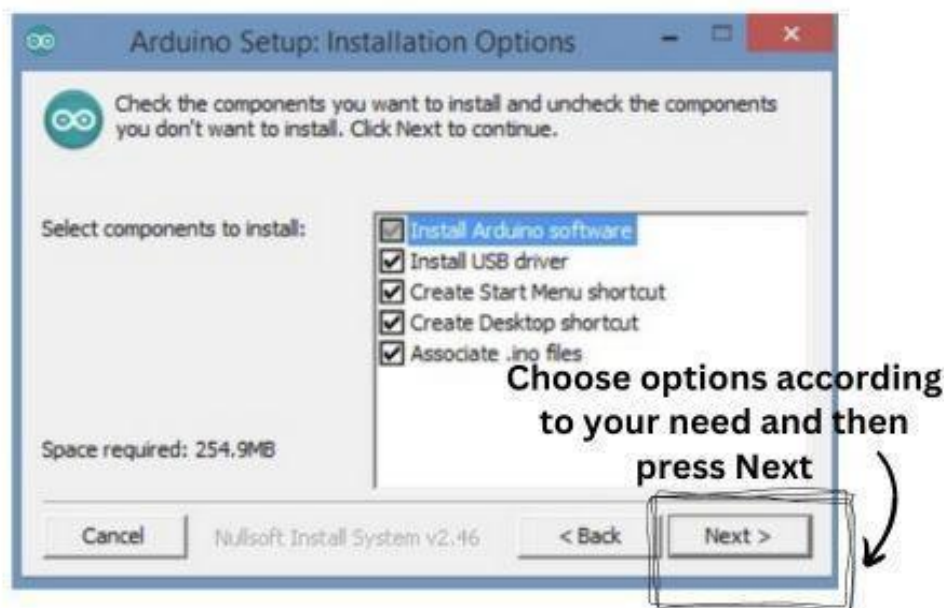 Arduino Setup: Installation Options
Check the components you want to install and uncheck the components
you don't want to install. Click Next to continue.
Select components to install:
Install Arduino software
Install USB driver
Create Start Menu shortcut
Create Desktop shortcut
Associate .ino files
Choose options according
to your need and then
press Next
Space required: 254.9MB
Cancel
Nullsoft Install System v2.46
< Back
Next >